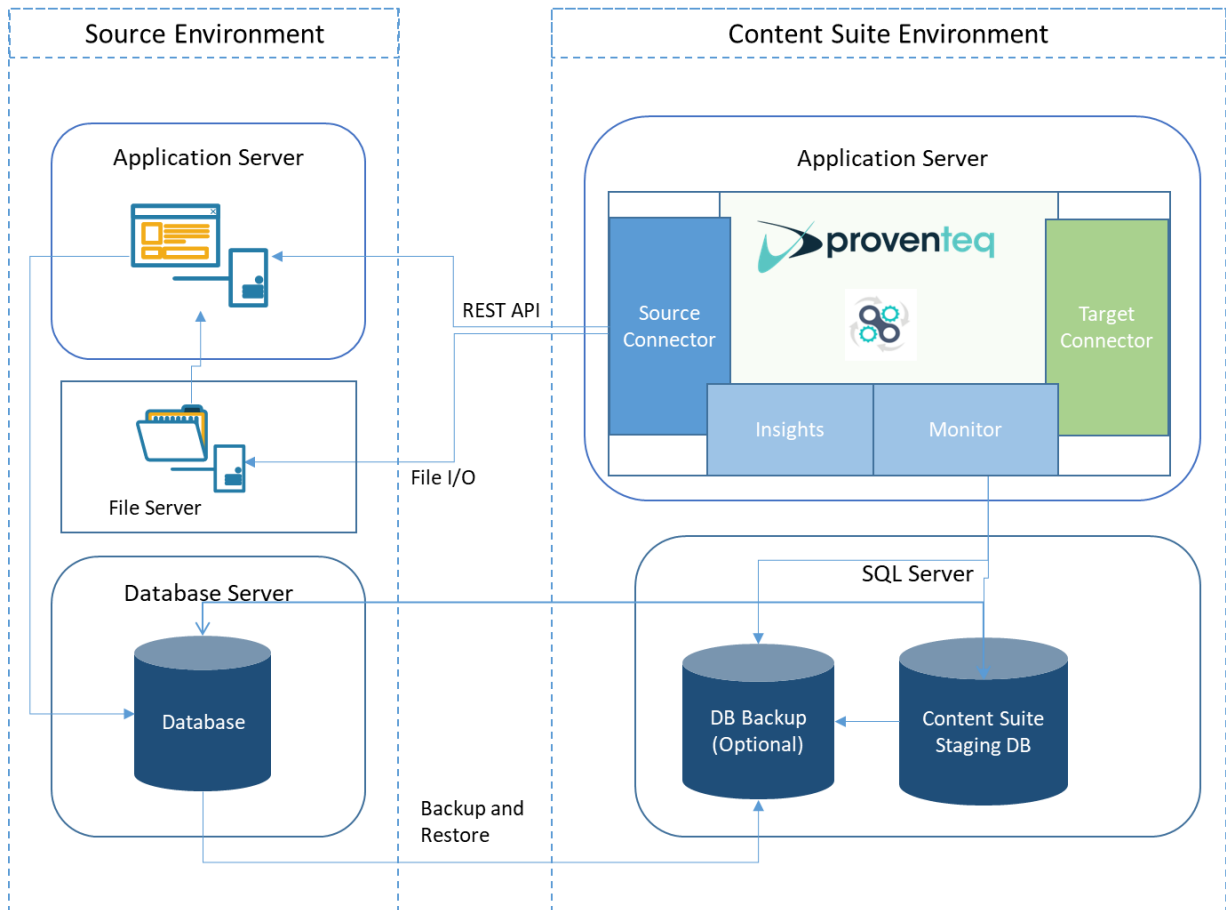 Source Environment
Content Suite Environment
Application Server
Application Server
proventeq
REST API
Source
Connector
Target
Connector
Insights
Monitor
File I/O
File Server
SQL Server
Database Server
Database
DB Backup
(Optional)
Content Suite
Staging DB
Backup and
Restore